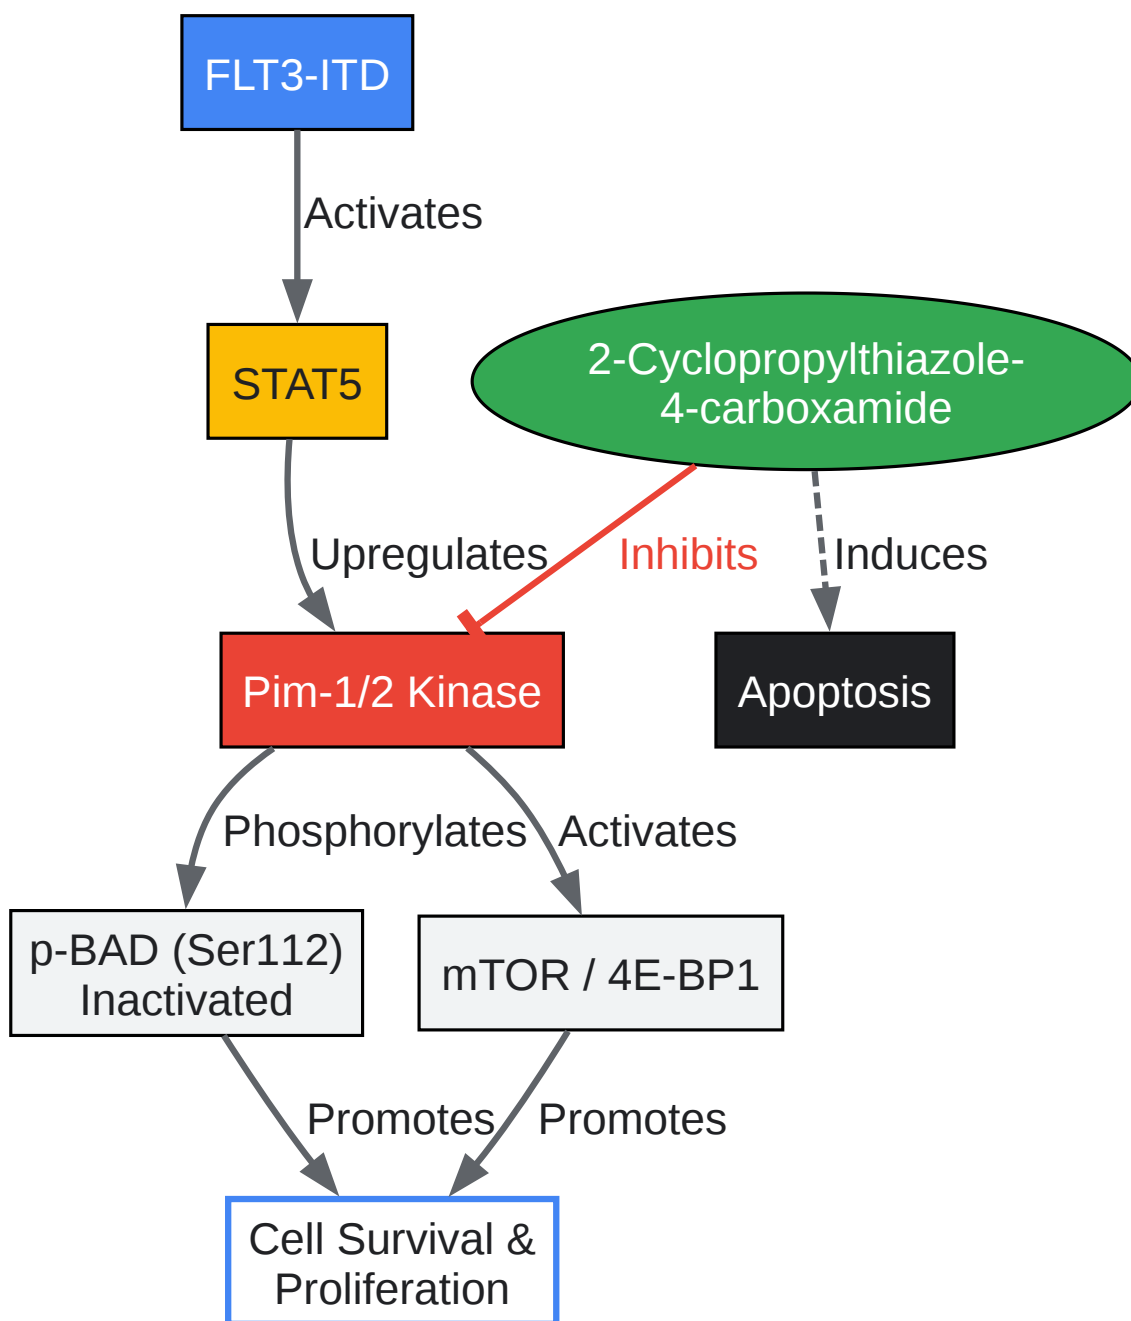 FLT3-ITD
Activates
STAT5
2-Cyclopropylthiazole-
4-carboxamide
Upregulates
Inhibits
Induces
Pim-1/2 Kinase
Apoptosis
Phosphorylates
Activates
p-BAD (Ser112)
Inactivated
mTOR / 4E-BP1
Promotes
Promotes
Cell Survival &
Proliferation